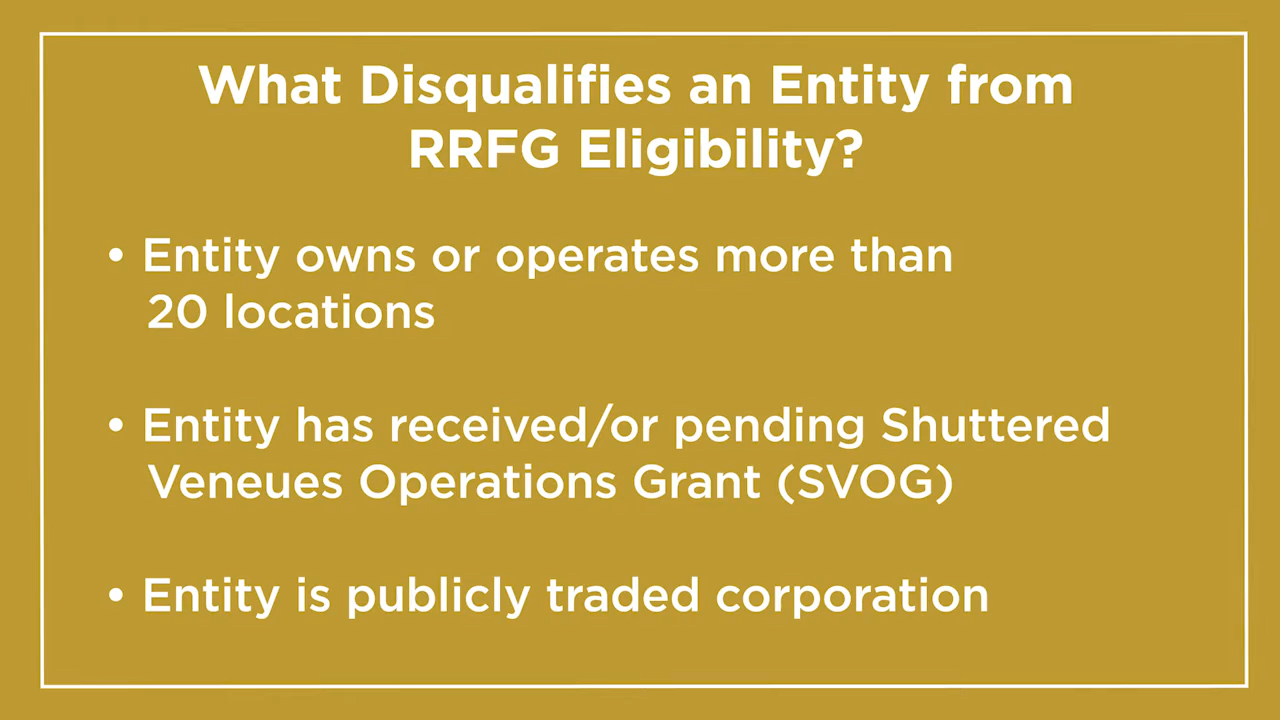 What Disqualifies an Entity from
RRFG Eligibility?
• Entity owns or operates more than
20 locations
• Entity has received/or pending Shuttered
Veneues Operations Grant (SVOG)
• Entity is publicly traded corporation